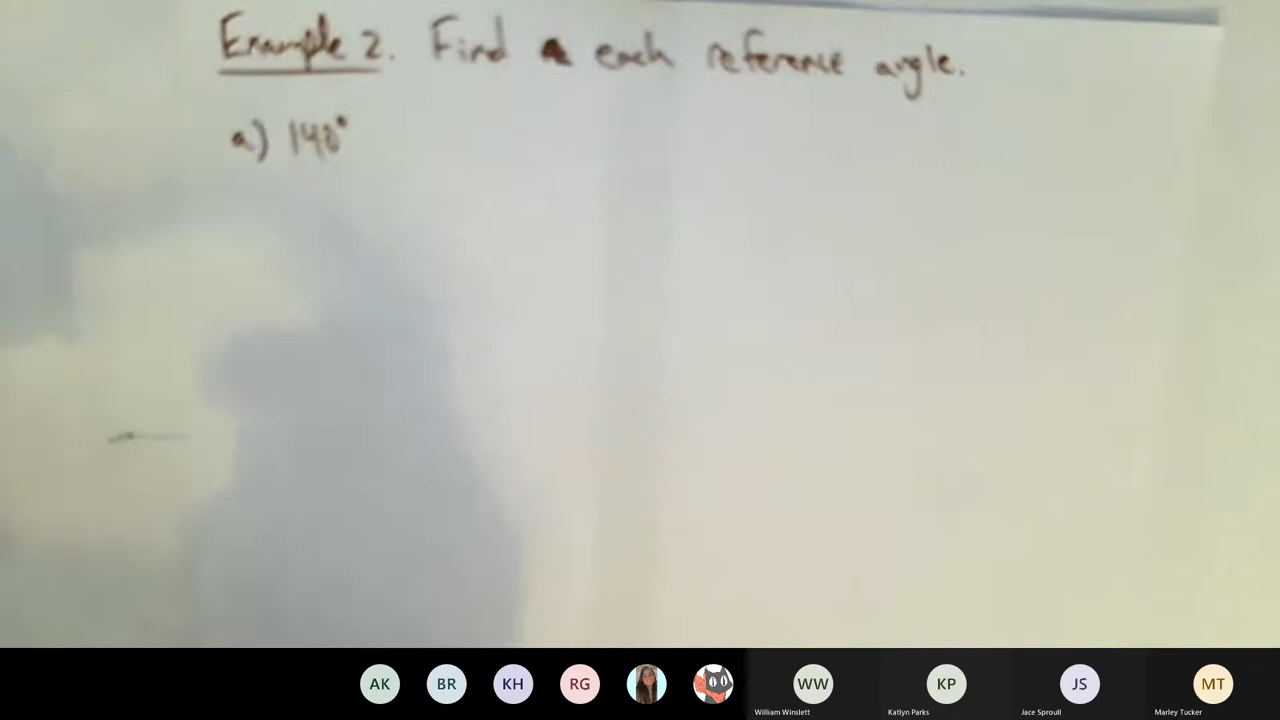 Example 2. Find each reference angle.
a) 140°
AK BR KH RG WW KP JS MT
William Winslett Katlyn Parks Jace Sproull Marley Tucker